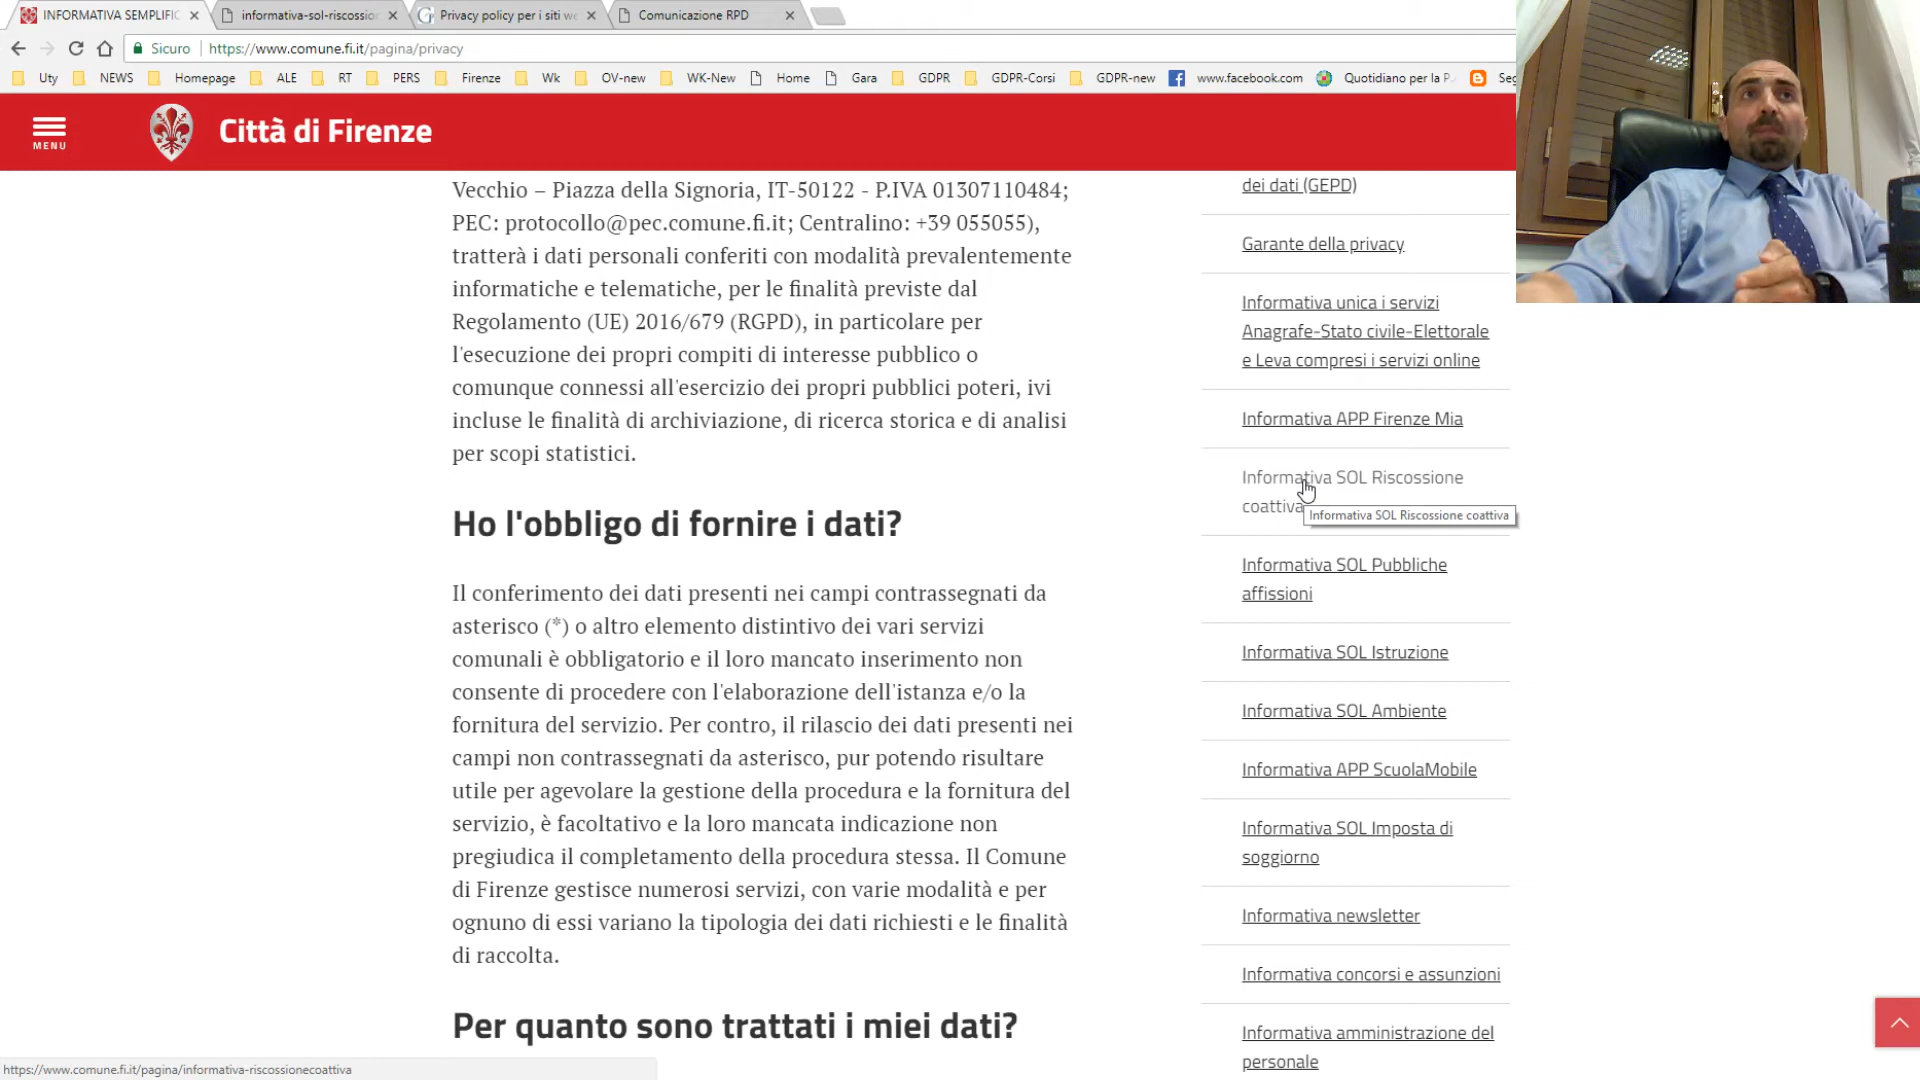 INFORMATIVA SEMPLIFIC
informativa-sol-riscossion
Privacy policy per i siti we
Comunicazione RPD
Sicuro
https://www.comune.fi.it/pagina/privacy
Uty
NEWS
Homepage
ALE
RT
PERS
Firenze
Wk
OV-new
WK-New
Home
Gara
GDPR
GDPR-Corsi
GDPR-new
www.facebook.com
Quotidiano per la P.
Seg
MENU
Città di Firenze
Vecchio – Piazza della Signoria, IT-50122 - P.IVA 01307110484;
PEC: protocollo@pec.comune.fi.it; Centralino: +39 055055),
tratterà i dati personali conferiti con modalità prevalentemente
informatiche e telematiche, per le finalità previste dal
Regolamento (UE) 2016/679 (RGPD), in particolare per
l'esecuzione dei propri compiti di interesse pubblico o
comunque connessi all'esercizio dei propri pubblici poteri, ivi
incluse le finalità di archiviazione, di ricerca storica e di analisi
per scopi statistici.
Ho l'obbligo di fornire i dati?
Il conferimento dei dati presenti nei campi contrassegnati da
asterisco (*) o altro elemento distintivo dei vari servizi
comunali è obbligatorio e il loro mancato inserimento non
consente di procedere con l'elaborazione dell'istanza e/o la
fornitura del servizio. Per contro, il rilascio dei dati presenti nei
campi non contrassegnati da asterisco, pur potendo risultare
utile per agevolare la gestione della procedura e la fornitura del
servizio, è facoltativo e la loro mancata indicazione non
pregiudica il completamento della procedura stessa. Il Comune
di Firenze gestisce numerosi servizi, con varie modalità e per
ognuno di essi variano la tipologia dei dati richiesti e le finalità
di raccolta.
Per quanto sono trattati i miei dati?
dei dati (GEPD)
Garante della privacy
Informativa unica i servizi
Anagrafe-Stato civile-Elettorale
e Leva compresi i servizi online
Informativa APP Firenze Mia
Informativa SOL Riscossione
coattiva
Informativa SOL Riscossione coattiva
Informativa SOL Pubbliche
affissioni
Informativa SOL Istruzione
Informativa SOL Ambiente
Informativa APP ScuolaMobile
Informativa SOL Imposta di
soggiorno
Informativa newsletter
Informativa concorsi e assunzioni
Informativa amministrazione del
personale
https://www.comune.fi.it/pagina/informativa-riscossionecoattiva